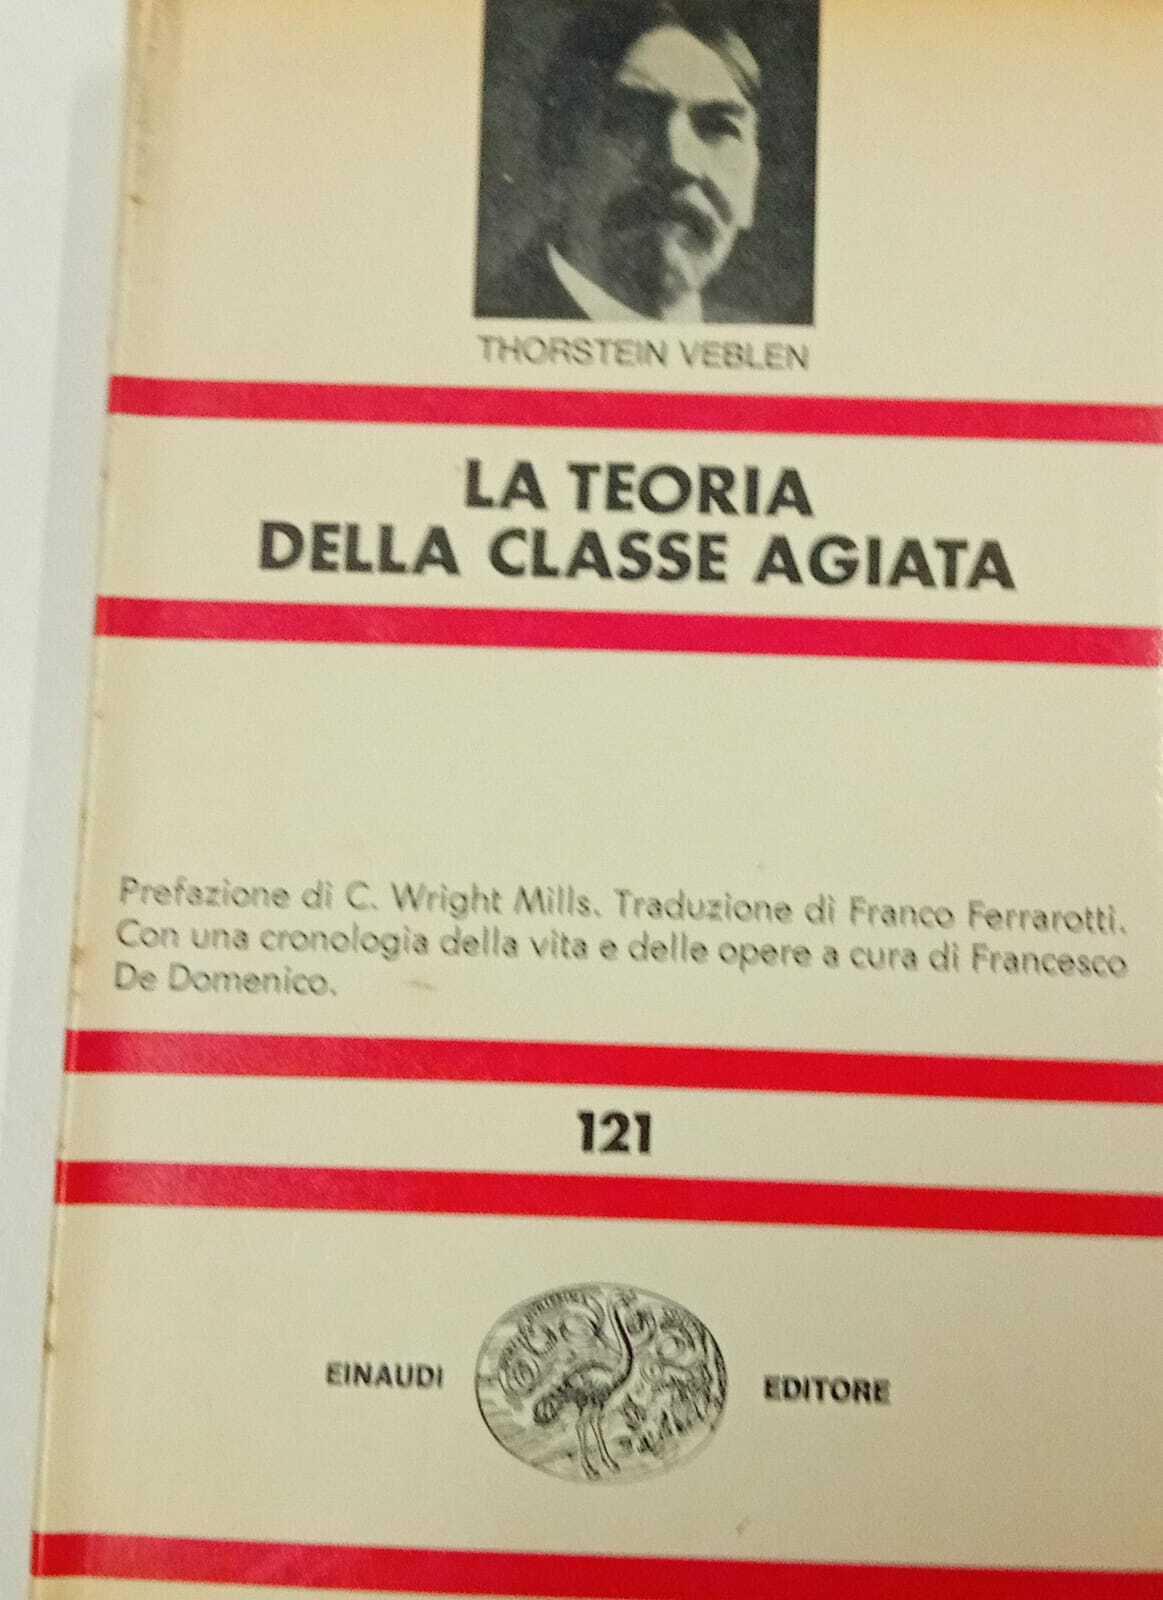 THORSTEIN VEBLEN
LA TEORIA
DELLA CLASSE AGIATA
Prefazione di C. Wright Mills. Traduzione di Franco Ferrarotti.
Con una cronologia della vita e delle opere a cura di Francesco
De Domenico.
121
EINAUDI EDITORE